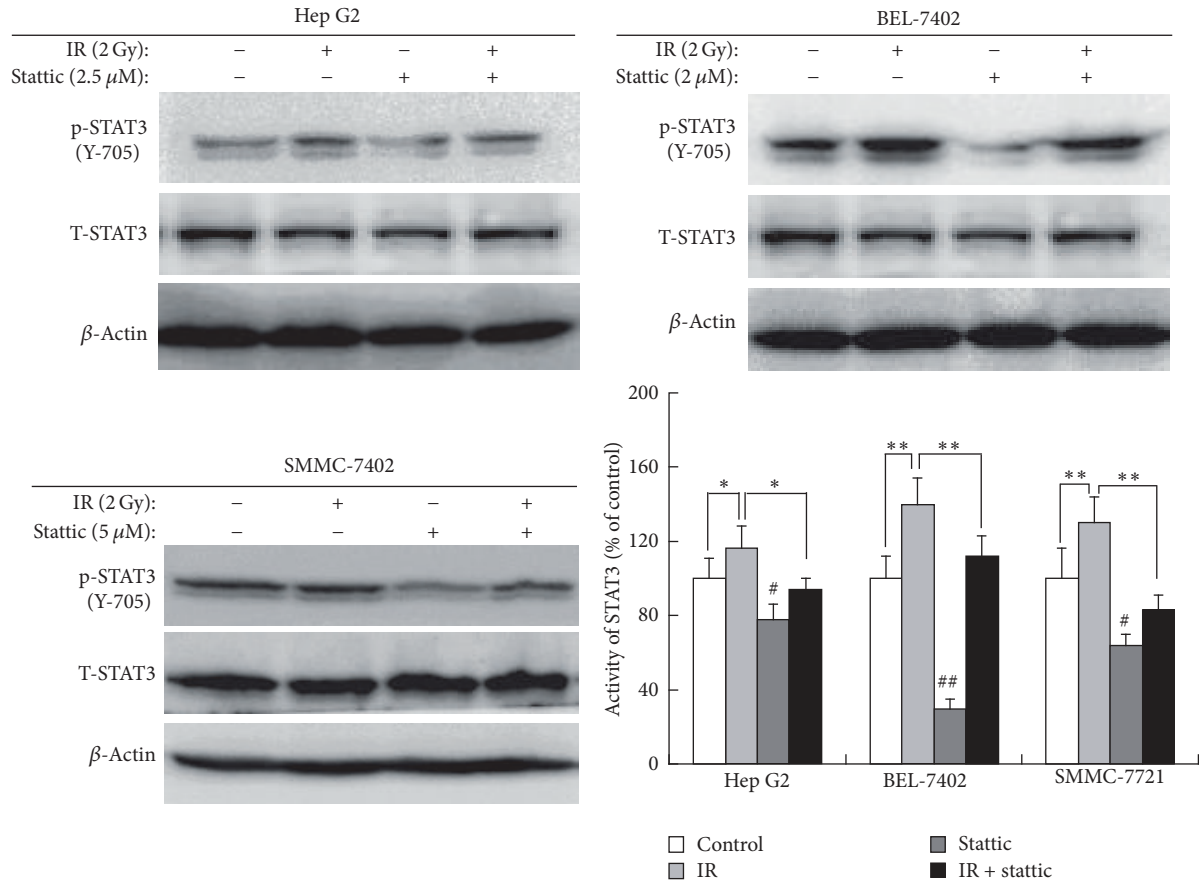 Hep G2
IR (2 Gy): − + − +
Stattic (2.5 μM): − − + +
p-STAT3
(Y-705)
T-STAT3
β-Actin
BEL-7402
IR (2 Gy): − + − +
Stattic (2 μM): − − + +
p-STAT3
(Y-705)
T-STAT3
β-Actin
SMMC-7402
IR (2 Gy): − + − +
Stattic (5 μM): − − + +
p-STAT3
(Y-705)
T-STAT3
β-Actin
Activity of STAT3 (% of control)
200
160
120
80
40
0
* *
#
** **
##
** **
#
Hep G2 BEL-7402 SMMC-7721
Control Stattic
IR IR + stattic